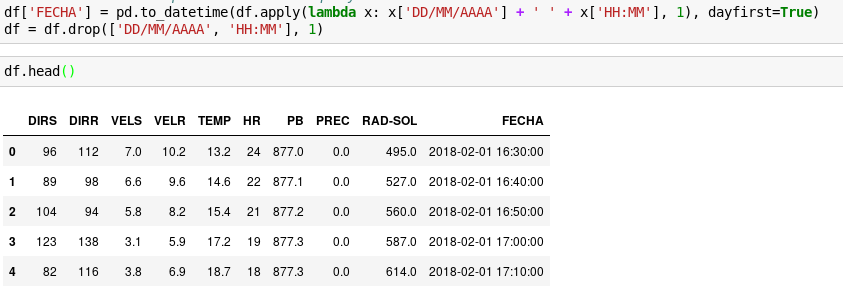 df['FECHA'] = pd.to_datetime(df.apply(lambda x: x['DD/MM/AAAA'] + ' ' + x['HH:MM'], 1), dayfirst=True)
df = df.drop(['DD/MM/AAAA', 'HH:MM'], 1)
df.head()
DIRS DIRR VELS VELR TEMP HR PB PREC RAD-SOL FECHA
0 96 112 7.0 10.2 13.2 24 877.0 0.0 495.0 2018-02-01 16:30:00
1 89 98 6.6 9.6 14.6 22 877.1 0.0 527.0 2018-02-01 16:40:00
2 104 94 5.8 8.2 15.4 21 877.2 0.0 560.0 2018-02-01 16:50:00
3 123 138 3.1 5.9 17.2 19 877.3 0.0 587.0 2018-02-01 17:00:00
4 82 116 3.8 6.9 18.7 18 877.3 0.0 614.0 2018-02-01 17:10:00